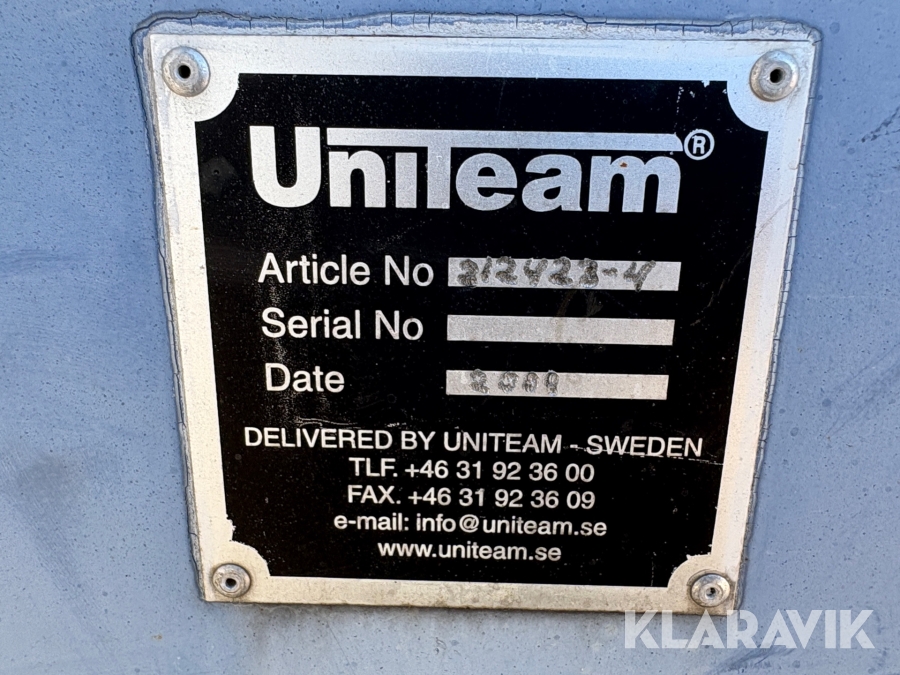 UniTeam®
Article No 212423-4
Serial No
Date
DELIVERED BY UNITEAM - SWEDEN
TLF. +46 31 92 36 00
FAX. +46 31 92 36 09
e-mail: info@uniteam.se
www.uniteam.se
KLARAVIK